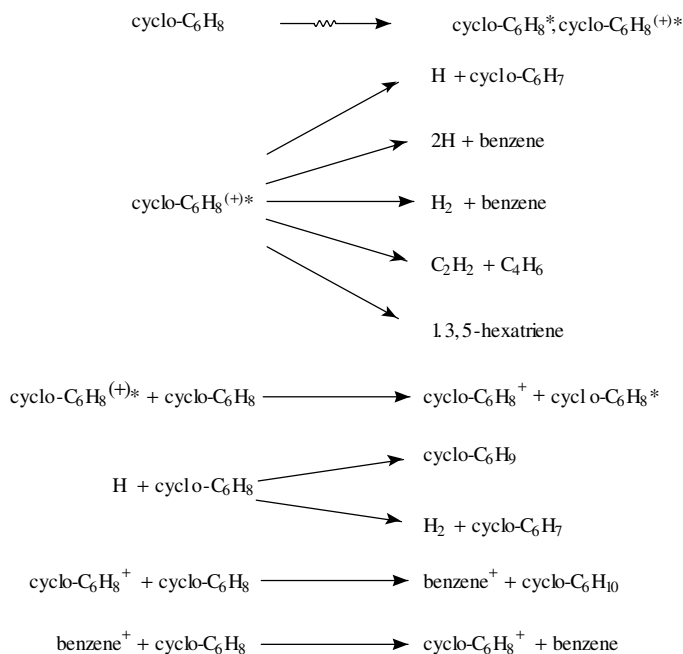 cyclo-C₆H₈ cyclo-C₆H₈*, cyclo-C₆H₈⁽⁺⁾*
H + cyclo-C₆H₇
2H + benzene
cyclo-C₆H₈⁽⁺⁾* H₂ + benzene
C₂H₂ + C₄H₆
1.3,5-hexatriene
cyclo-C₆H₈⁽⁺⁾* + cyclo-C₆H₈ cyclo-C₆H₈⁺ + cyclo-C₆H₈*
cyclo-C₆H₉
H + cyclo-C₆H₈
H₂ + cyclo-C₆H₇
cyclo-C₆H₈⁺ + cyclo-C₆H₈ benzene⁺ + cyclo-C₆H₁₀
benzene⁺ + cyclo-C₆H₈ cyclo-C₆H₈⁺ + benzene